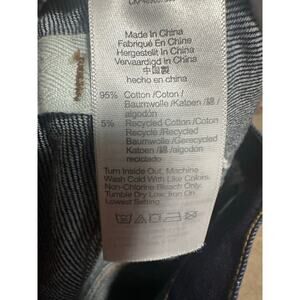 Made In China
Fabriqué En Chine
Hergestellt In China
Vervaardigd In China
中国製
hecho en china
95% Cotton /Coton /
Baumwolle /Katoen /綿 /
algodón
5% Recycled Cotton /Coton
Recyclé /Recycled
Baumwolle /Gerecycled
Katoen / /algodón
reciclado
Turn Inside Out, Machine
Wash Cold With Like Colors.
Non-Chlorine Bleach Only.
Tumble Dry Low, Iron On
Lowest Setting